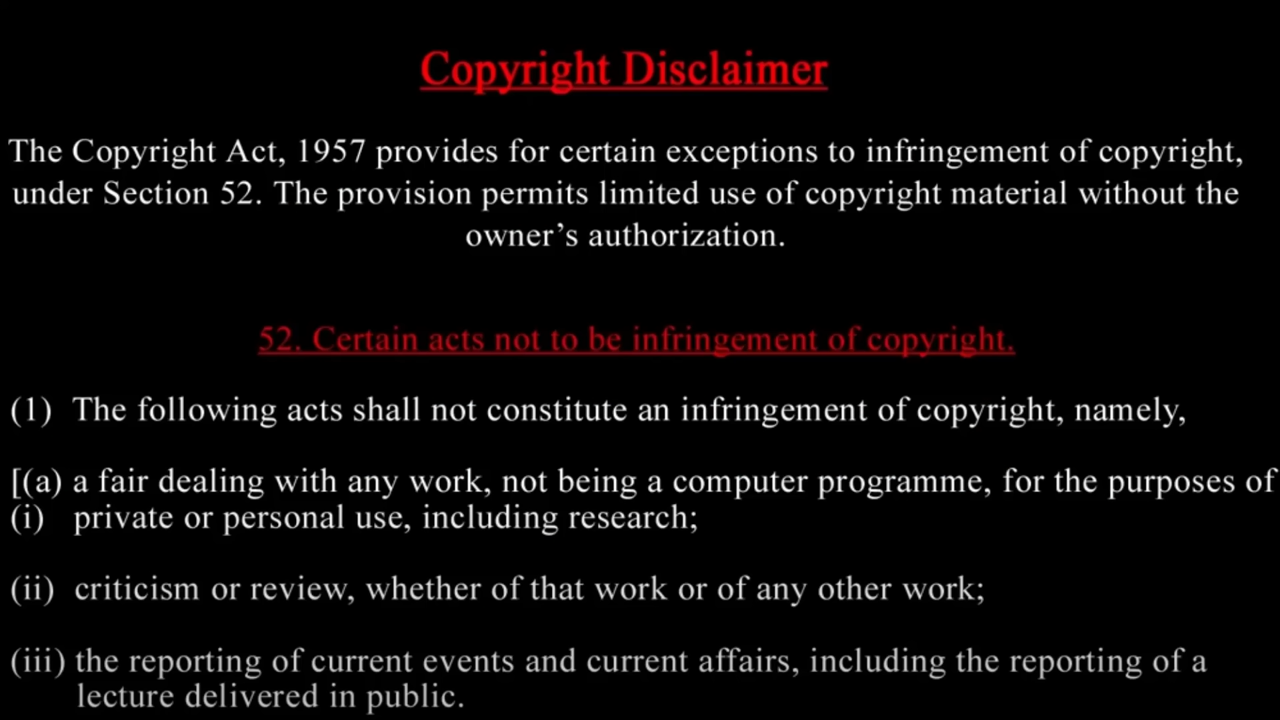 Copyright Disclaimer
The Copyright Act, 1957 provides for certain exceptions to infringement of copyright,
under Section 52. The provision permits limited use of copyright material without the
owner’s authorization.
52. Certain acts not to be infringement of copyright.
(1) The following acts shall not constitute an infringement of copyright, namely,
[(a) a fair dealing with any work, not being a computer programme, for the purposes of
(i) private or personal use, including research;
(ii) criticism or review, whether of that work or of any other work;
(iii) the reporting of current events and current affairs, including the reporting of a
lecture delivered in public.